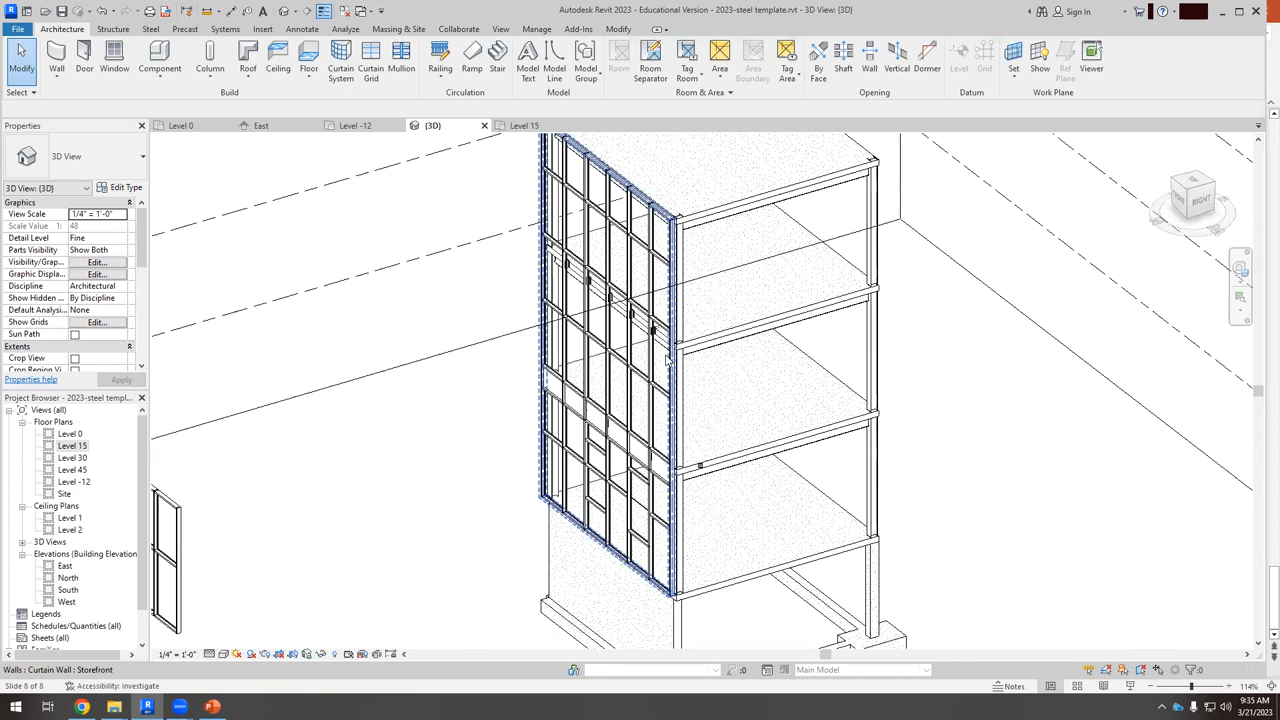 Autodesk Revit 2023 - Educational Version - 2023-steel template.rvt - 3D View: {3D}
Sign In
File Architecture Structure Steel Precast Systems Insert Annotate Analyze Massing & Site Collaborate View Manage Add-Ins Modify
Modify Wall Door Window Component Column Roof Ceiling Floor Curtain System Curtain Grid Mullion Railing Ramp Stair Model Text Model Line Model Group Room Room Separator Tag Room Area Area Boundary Tag Area By Face Shaft Wall Vertical Dormer Level Grid Set Show Ref Plane Viewer
Select Build Circulation Model Room & Area Opening Datum Work Plane
Properties
Level 0 East Level -12 {3D} Level 15
3D View
3D View: {3D} Edit Type
Graphics
View Scale 1/4" = 1'-0"
Scale Value 1: 48
Detail Level Fine
Parts Visibility Show Both
Visibility/Grap... Edit...
Graphic Displa... Edit...
Discipline Architectural
Show Hidden ... By Discipline
Default Analysi... None
Show Grids Edit...
Sun Path
Extents
Crop View
Crop Region Vi
Properties help Apply
Project Browser - 2023-steel templ...
Views (all)
Floor Plans
Level 0
Level 15
Level 30
Level 45
Level -12
Site
Ceiling Plans
Level 1
Level 2
3D Views
Elevations (Building Elevation
East
North
South
West
Legends
Schedules/Quantities (all)
Sheets (all)
FRONT RIGHT
1/4" = 1'-0"
Walls : Curtain Wall : Storefront
:0 Main Model :0
Slide 8 of 8 Accessibility: Investigate Notes 114%
9:35 AM
3/21/2023